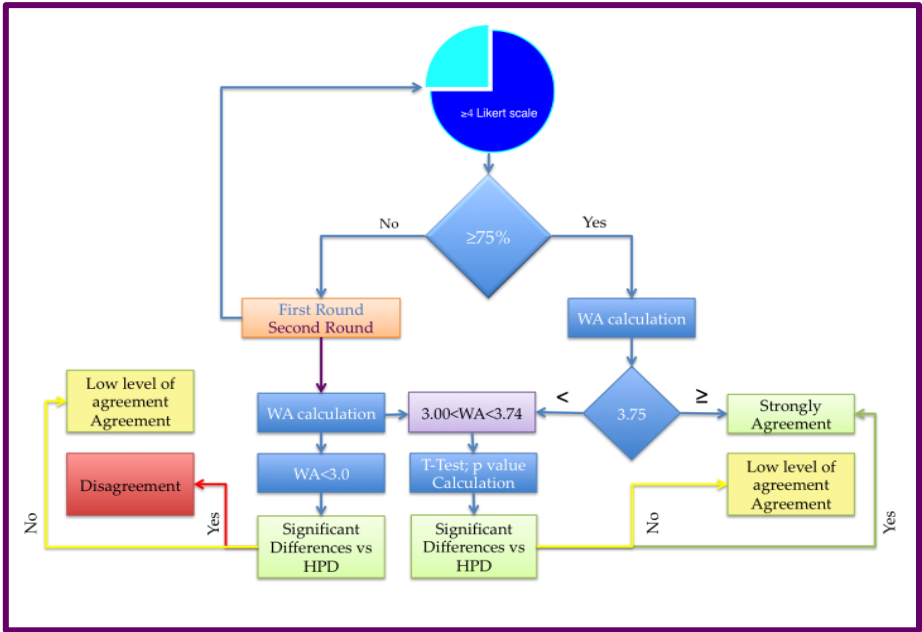 ≥4 Likert scale
No
≥75%
Yes
First Round
Second Round
WA calculation
Low level of
agreement
Agreement
WA calculation
3.00<WA<3.74
<
3.75
≥
Strongly
Agreement
Disagreement
WA<3.0
T-Test; p value
Calculation
Low level of
agreement
Agreement
No
Yes
Significant
Differences vs
HPD
Significant
Differences vs
HPD
No
Yes